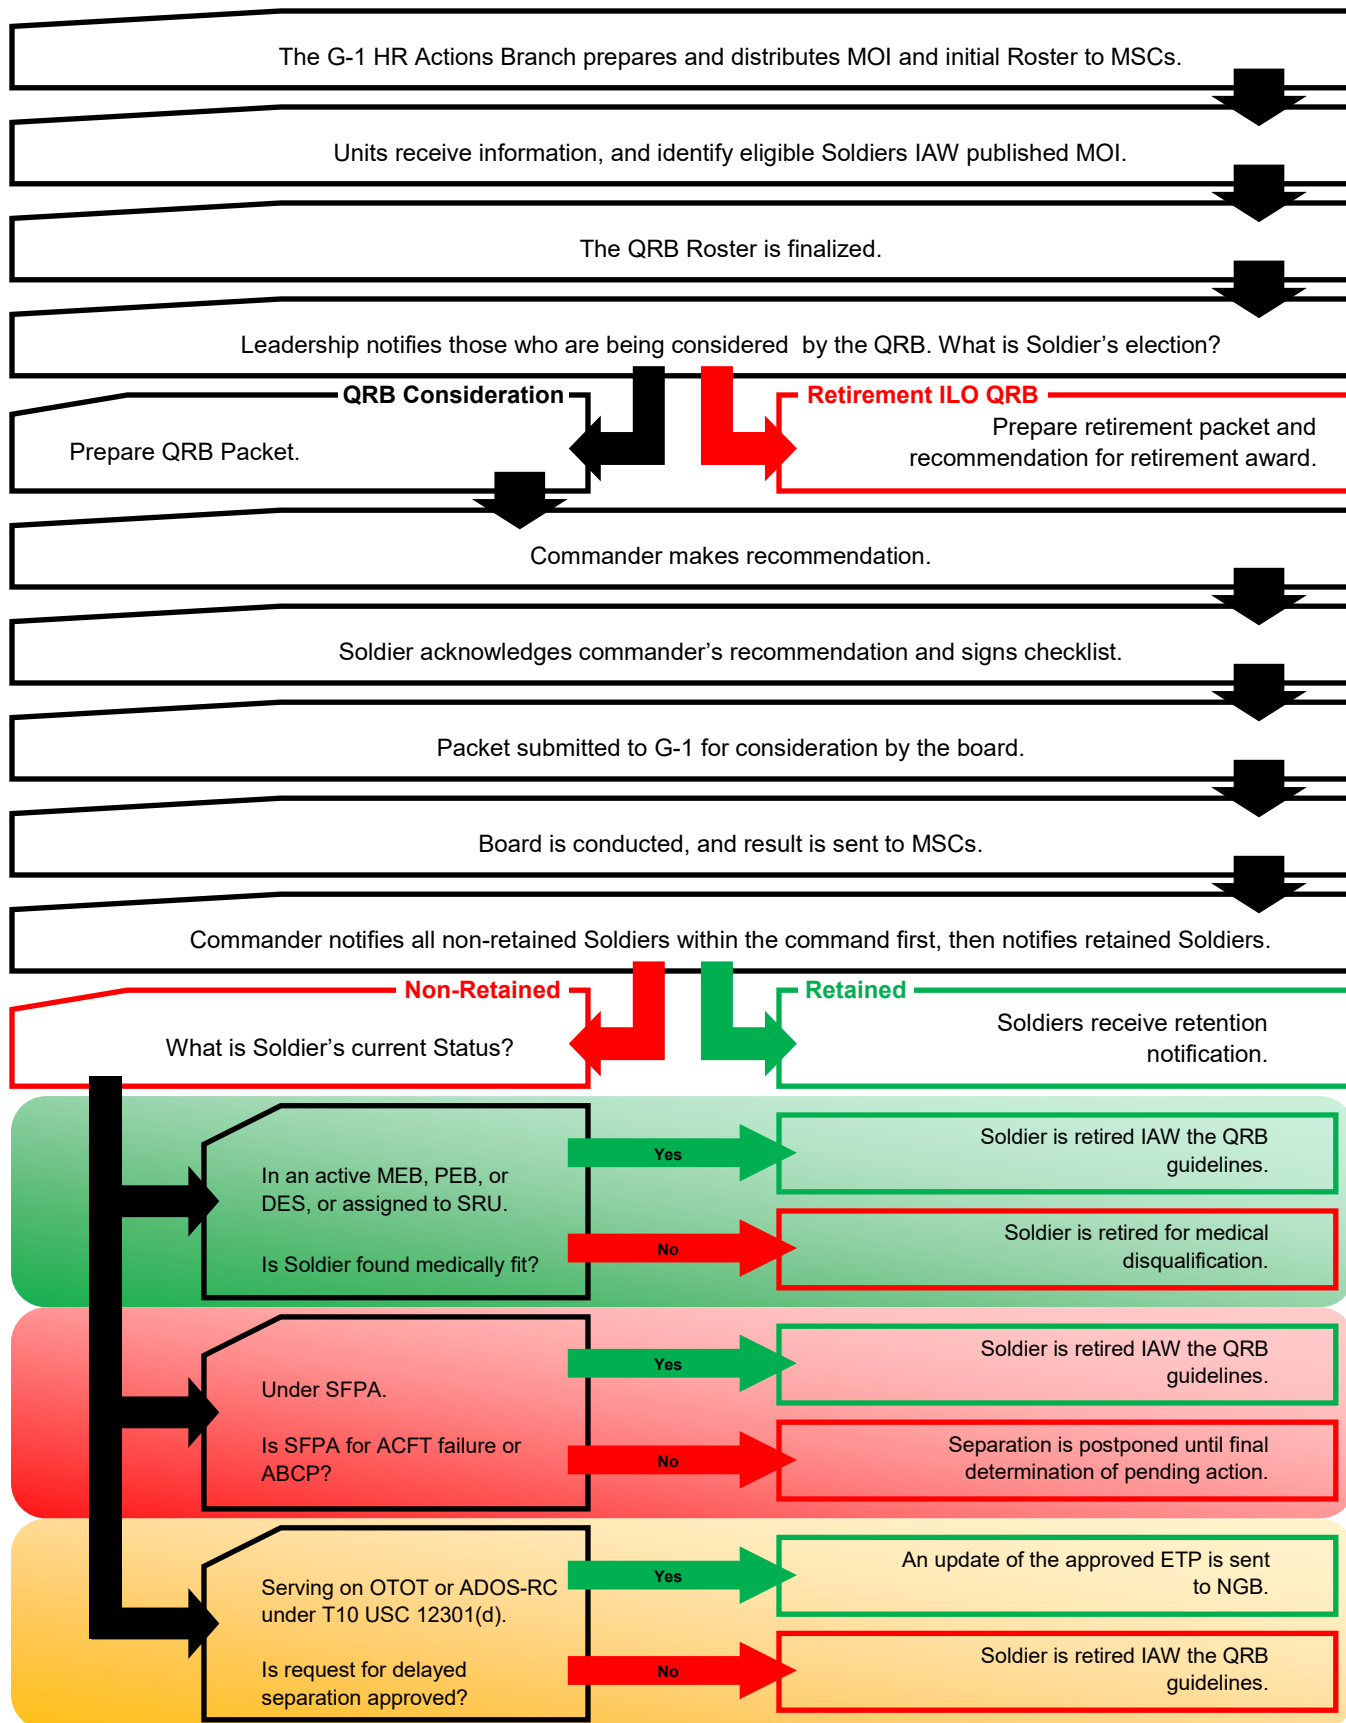 The G-1 HR Actions Branch prepares and distributes MOI and initial Roster to MSCs.
Units receive information, and identify eligible Soldiers IAW published MOI.
The QRB Roster is finalized.
Leadership notifies those who are being considered  by the QRB. What is Soldier’s election?
QRB Consideration
Prepare QRB Packet.
Retirement ILO QRB
Prepare retirement packet and
recommendation for retirement award.
Commander makes recommendation.
Soldier acknowledges commander’s recommendation and signs checklist.
Packet submitted to G-1 for consideration by the board.
Board is conducted, and result is sent to MSCs.
Commander notifies all non-retained Soldiers within the command first, then notifies retained Soldiers.
Non-Retained
What is Soldier’s current Status?
Retained
Soldiers receive retention
notification.
In an active MEB, PEB, or
DES, or assigned to SRU.
Is Soldier found medically fit?
Yes
Soldier is retired IAW the QRB
guidelines.
No
Soldier is retired for medical
disqualification.
Under SFPA.
Is SFPA for ACFT failure or
ABCP?
Yes
Soldier is retired IAW the QRB
guidelines.
No
Separation is postponed until final
determination of pending action.
Serving on OTOT or ADOS-RC
under T10 USC 12301(d).
Is request for delayed
separation approved?
Yes
An update of the approved ETP is sent
to NGB.
No
Soldier is retired IAW the QRB
guidelines.